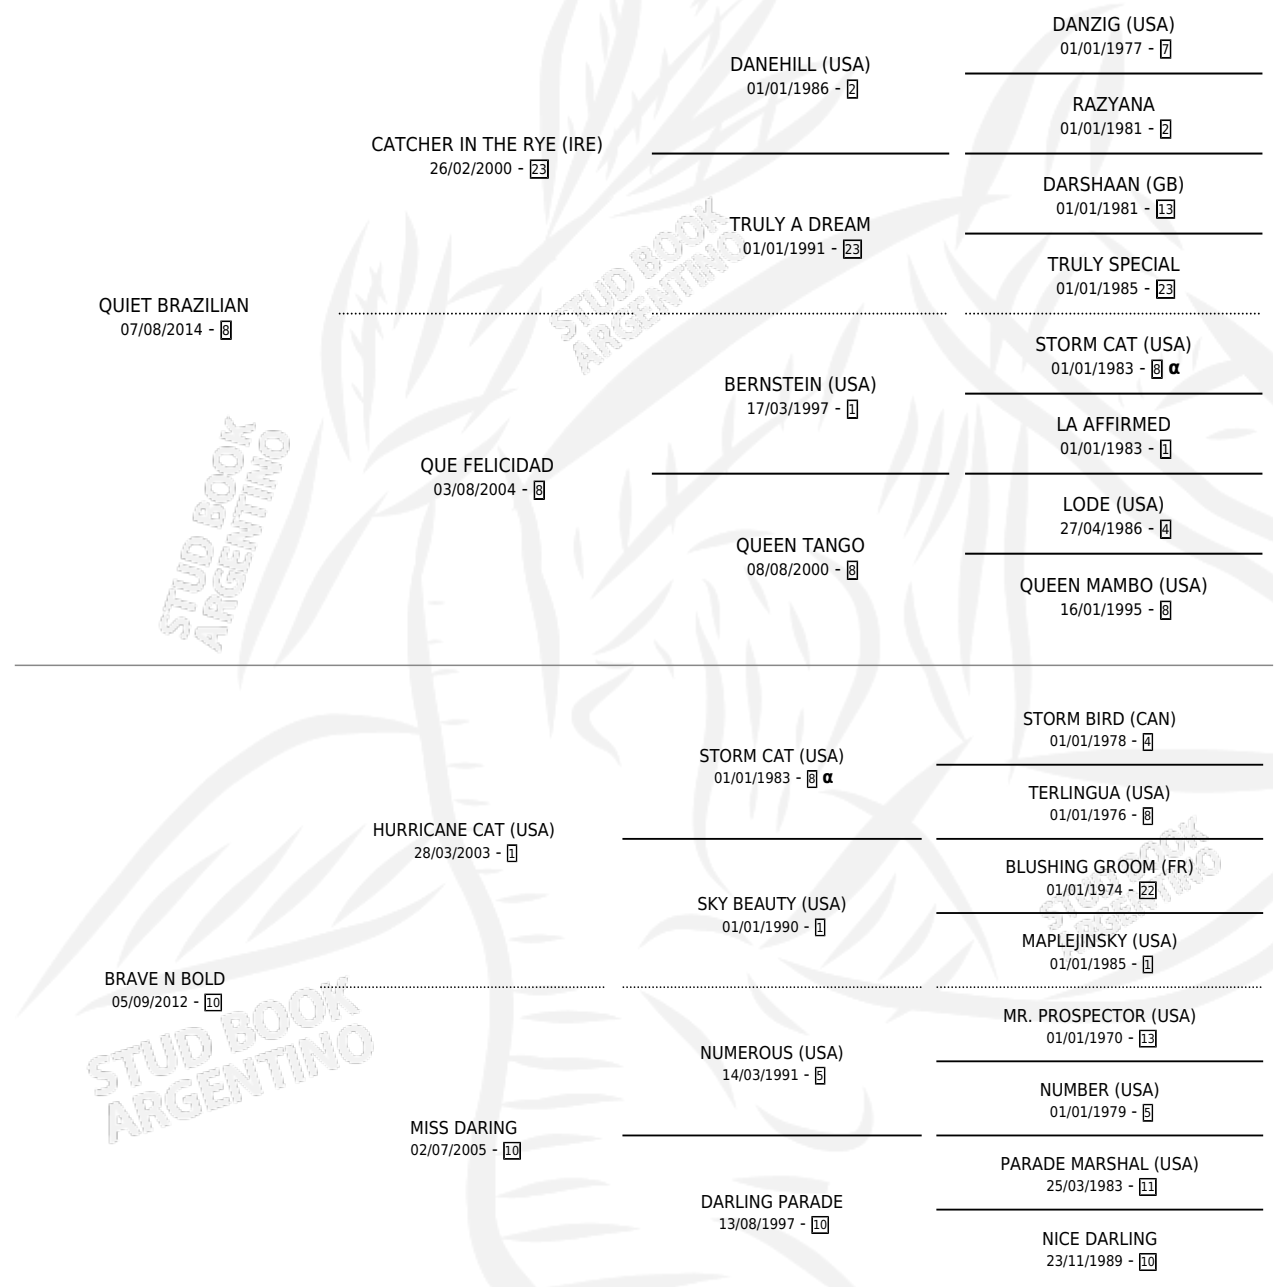 DANZIG (USA)
01/01/1977 - 7
DANEHILL (USA)
01/01/1986 - 2
RAZYANA
01/01/1981 - 2
CATCHER IN THE RYE (IRE)
26/02/2000 - 23
DARSHAAN (GB)
01/01/1981 - 13
TRULY A DREAM
01/01/1991 - 23
TRULY SPECIAL
01/01/1985 - 23
QUIET BRAZILIAN
07/08/2014 - 8
STORM CAT (USA)
01/01/1983 - 8 α
BERNSTEIN (USA)
17/03/1997 - 1
LA AFFIRMED
01/01/1983 - 1
QUE FELICIDAD
03/08/2004 - 8
LODE (USA)
27/04/1986 - 4
QUEEN TANGO
08/08/2000 - 8
QUEEN MAMBO (USA)
16/01/1995 - 8
STORM BIRD (CAN)
01/01/1978 - 4
STORM CAT (USA)
01/01/1983 - 8 α
TERLINGUA (USA)
01/01/1976 - 8
HURRICANE CAT (USA)
28/03/2003 - 1
BLUSHING GROOM (FR)
01/01/1974 - 22
SKY BEAUTY (USA)
01/01/1990 - 1
MAPLEJINSKY (USA)
01/01/1985 - 1
BRAVE N BOLD
05/09/2012 - 10
MR. PROSPECTOR (USA)
01/01/1970 - 13
NUMEROUS (USA)
14/03/1991 - 5
NUMBER (USA)
01/01/1979 - 5
MISS DARING
02/07/2005 - 10
PARADE MARSHAL (USA)
25/03/1983 - 11
DARLING PARADE
13/08/1997 - 10
NICE DARLING
23/11/1989 - 10
STUD BOOK
ARGENTINO
STUD BOOK
ARGENTINO
STUD BOOK
ARGENTINO
STUD BOOK
ARGENTINO